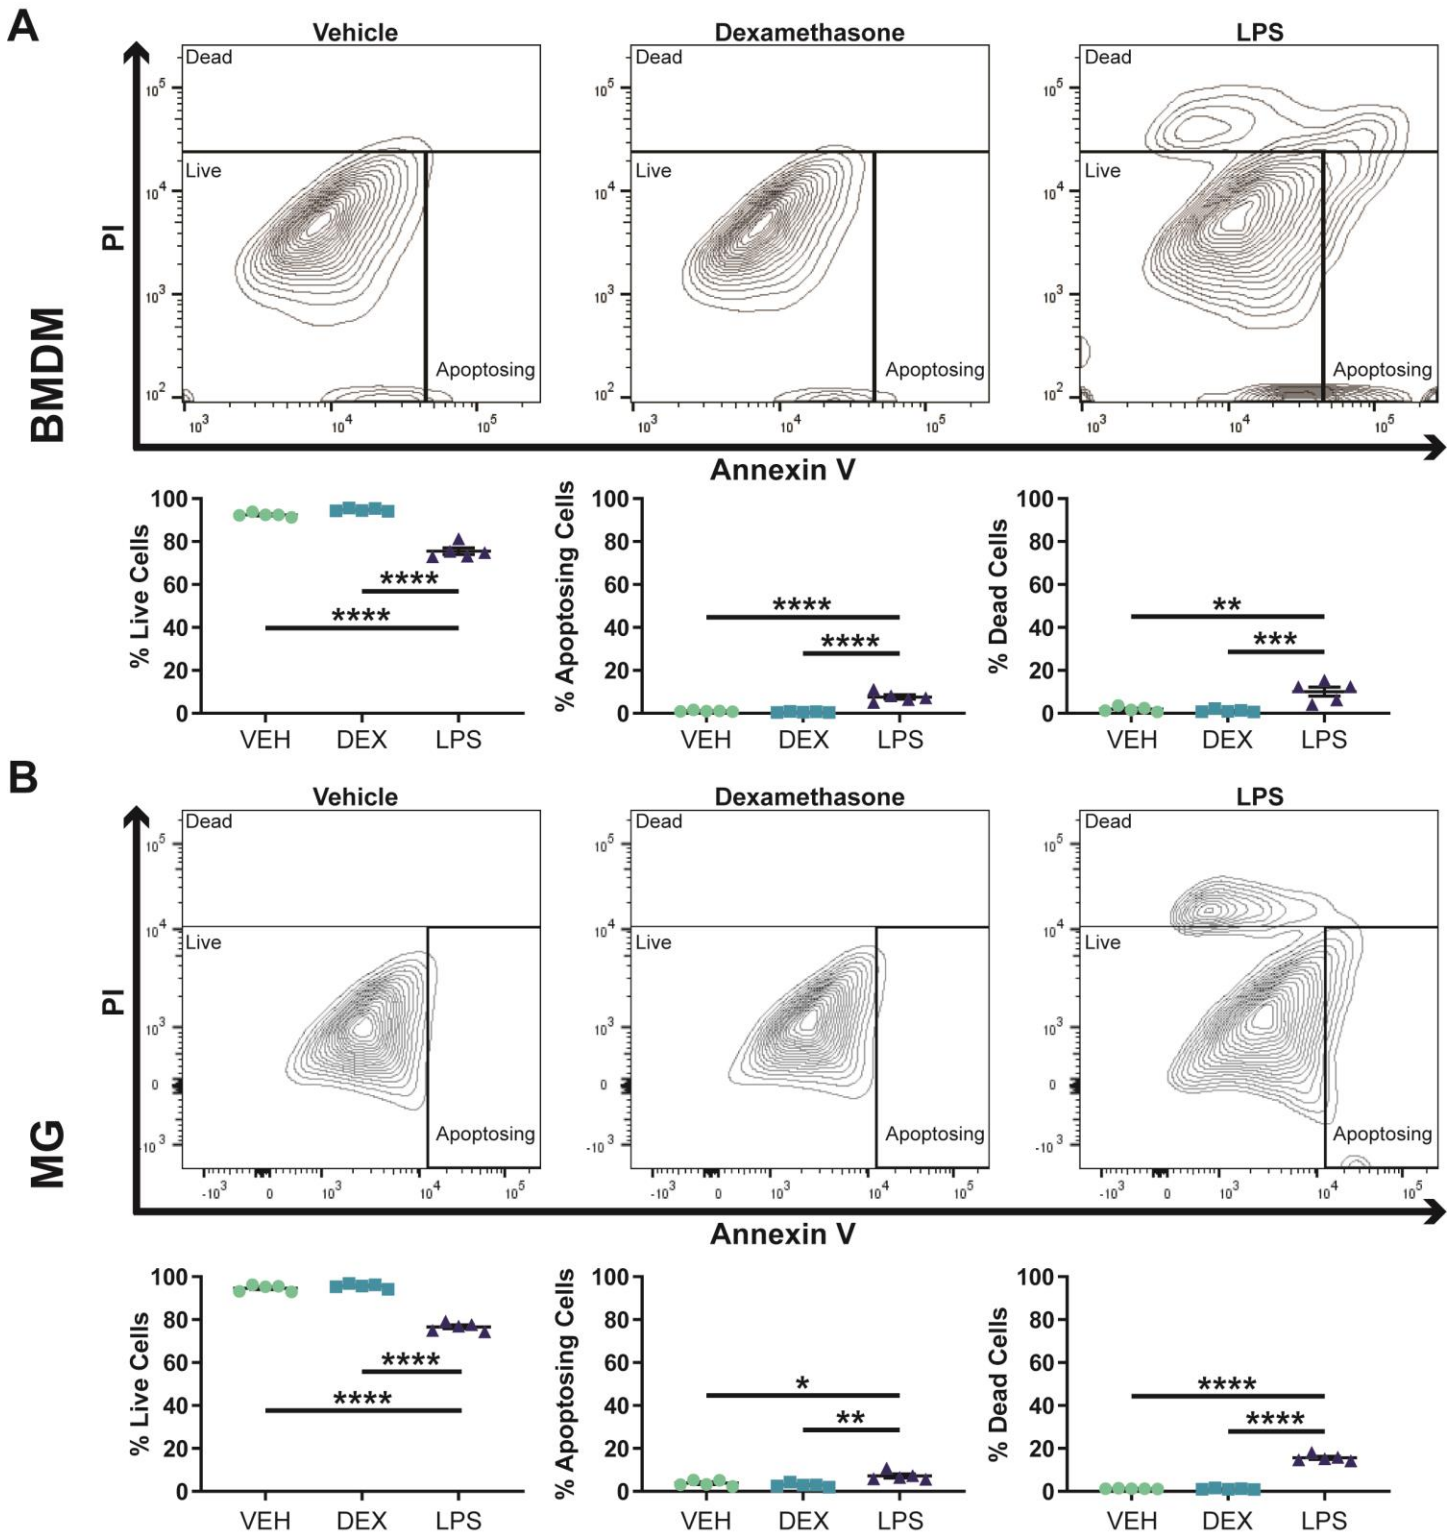 A
Vehicle
Dexamethasone
LPS
BMDM
PI
Dead
Live
Apoptosing
10^5
10^4
10^3
10^2
10^3
10^4
10^5
Dead
Live
Apoptosing
10^5
10^4
10^3
10^2
10^3
10^4
10^5
Dead
Live
Apoptosing
10^5
10^4
10^3
10^2
10^3
10^4
10^5
Annexin V
% Live Cells
100
80
60
40
20
0
****
****
VEH DEX LPS
% Apoptosing Cells
100
80
60
40
20
0
****
****
VEH DEX LPS
% Dead Cells
100
80
60
40
20
0
**
***
VEH DEX LPS
B
Vehicle
Dexamethasone
LPS
MG
PI
Dead
Live
Apoptosing
10^5
10^4
10^3
0
-10^3
-10^3
0
10^3
10^4
10^5
Dead
Live
Apoptosing
10^5
10^4
10^3
0
-10^3
-10^3
0
10^3
10^4
10^5
Dead
Live
Apoptosing
10^5
10^4
10^3
0
-10^3
-10^3
0
10^3
10^4
10^5
Annexin V
% Live Cells
100
80
60
40
20
0
****
****
VEH DEX LPS
% Apoptosing Cells
100
80
60
40
20
0
*
**
VEH DEX LPS
% Dead Cells
100
80
60
40
20
0
****
****
VEH DEX LPS